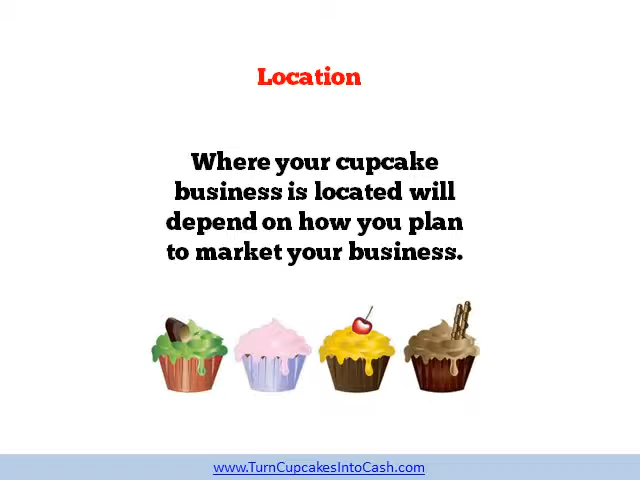 Location
Where your cupcake
business is located will
depend on how you plan
to market your business.
www.TurnCupcakesIntoCash.com